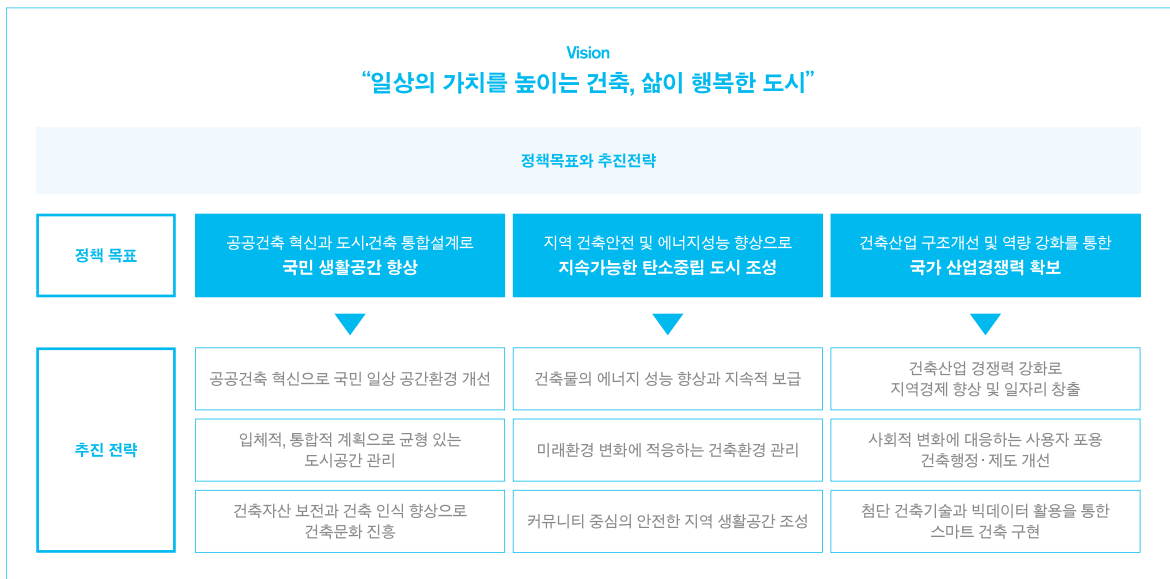 Vision
“일상의 가치를 높이는 건축, 삶이 행복한 도시”
정책목표와 추진전략
정책 목표
공공건축 혁신과 도시·건축 통합설계로
국민 생활공간 향상
지역 건축안전 및 에너지성능 향상으로
지속가능한 탄소중립 도시 조성
건축산업 구조개선 및 역량 강화를 통한
국가 산업경쟁력 확보
추진 전략
공공건축 혁신으로 국민 일상 공간환경 개선
건축물의 에너지 성능 향상과 지속적 보급
건축산업 경쟁력 강화로
지역경제 향상 및 일자리 창출
입체적, 통합적 계획으로 균형 있는
도시공간 관리
미래환경 변화에 적응하는 건축환경 관리
사회적 변화에 대응하는 사용자 포용
건축행정·제도 개선
건축자산 보전과 건축 인식 향상으로
건축문화 진흥
커뮤니티 중심의 안전한 지역 생활공간 조성
첨단 건축기술과 빅데이터 활용을 통한
스마트 건축 구현